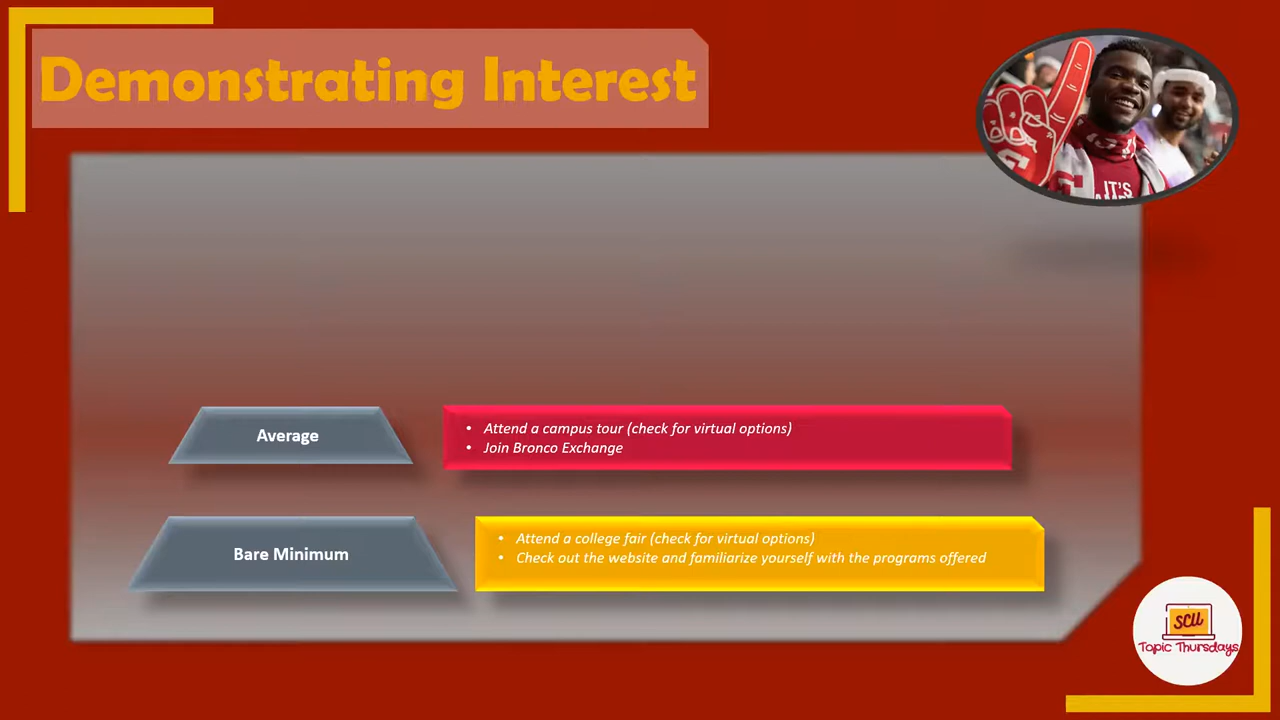 Demonstrating Interest
IT'S
Average
• Attend a campus tour (check for virtual options)
• Join Bronco Exchange
Bare Minimum
• Attend a college fair (check for virtual options)
• Check out the website and familiarize yourself with the programs offered
SCU
Topic Thursdays